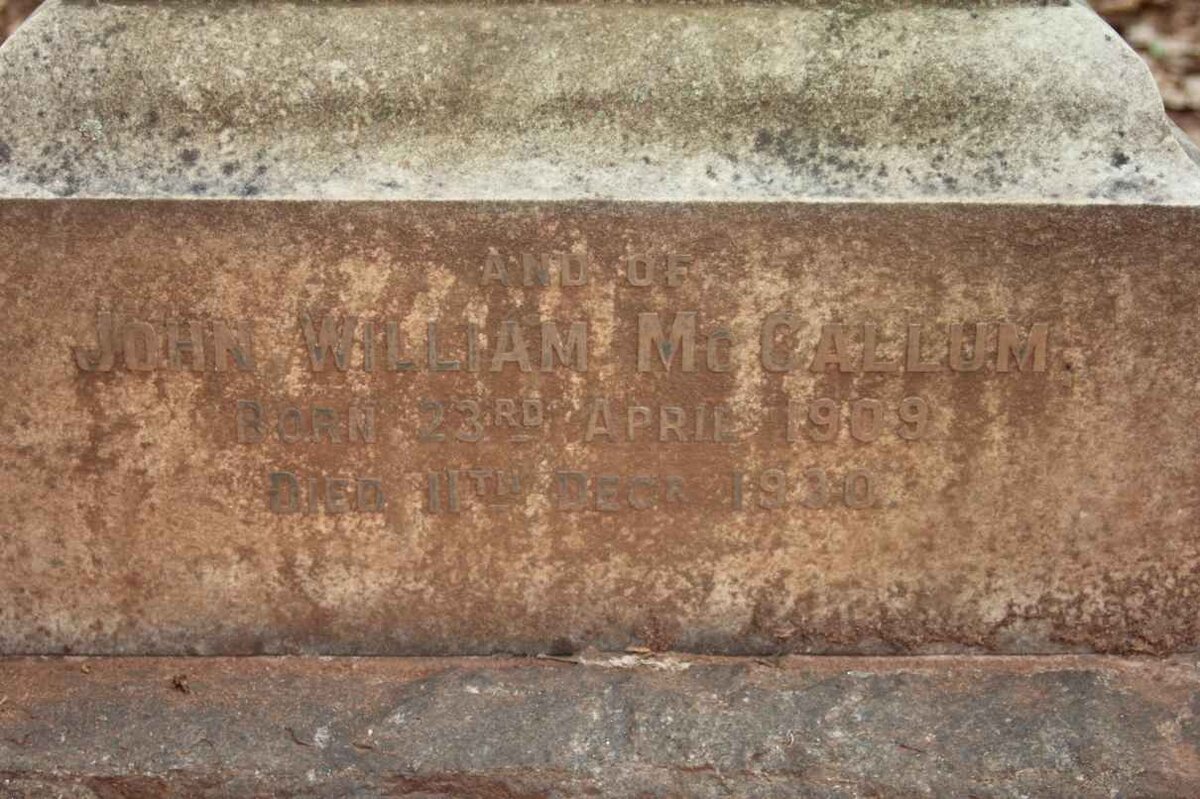 AND OF
JOHN WILLIAM McCALLUM
BORN 23RD APRIL 1909
DIED 11TH DECR. 1930.